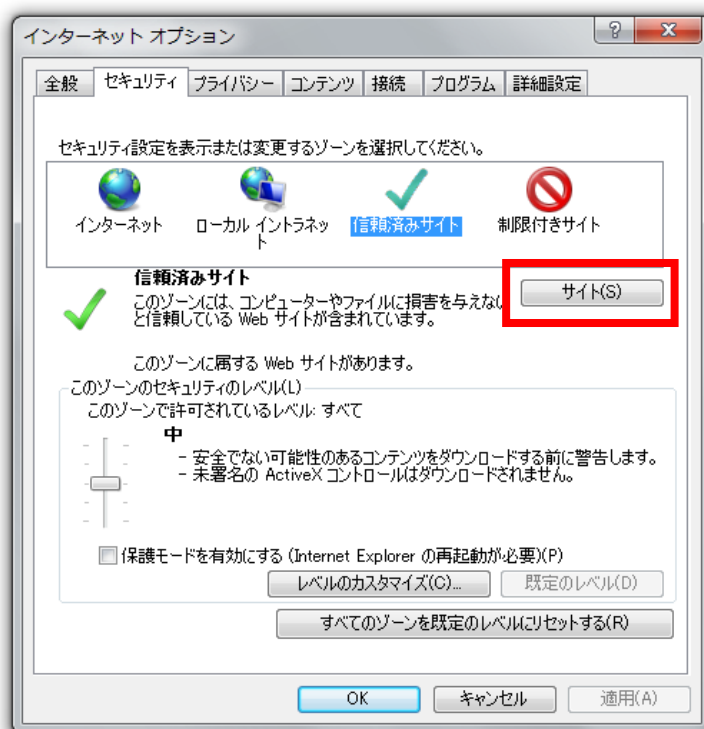 インターネット オプション
全般 セキュリティ プライバシー コンテンツ 接続 プログラム 詳細設定
セキュリティ設定を表示または変更するゾーンを選択してください。
インターネット ローカル イントラネッ 信頼済みサイト 制限付きサイト
ト
信頼済みサイト
サイト(S)
このゾーンには、コンピューターやファイルに損害を与えない
と信頼している Web サイトが含まれています。
このゾーンに属する Web サイトがあります。
このゾーンのセキュリティのレベル(L)
このゾーンで許可されているレベル: すべて
中
- 安全でない可能性のあるコンテンツをダウンロードする前に警告します。
- 未署名の ActiveX コントロールはダウンロードされません。
保護モードを有効にする (Internet Explorer の再起動が必要)(P)
レベルのカスタマイズ(C)... 既定のレベル(D)
すべてのゾーンを既定のレベルにリセットする(R)
OK キャンセル 適用(A)